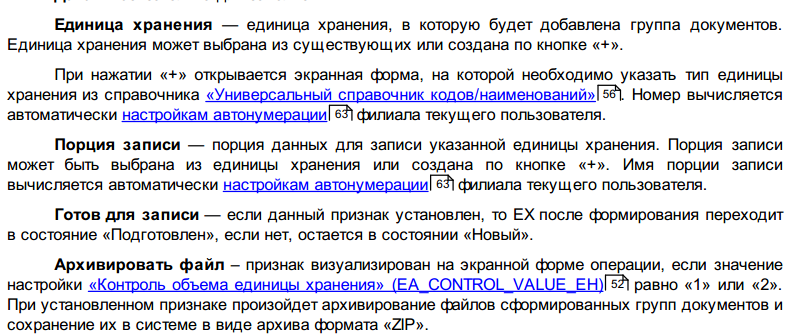 Единица хранения — единица хранения, в которую будет добавлена группа документов.
Единица хранения может выбрана из существующих или создана по кнопке «+».
При нажатии «+» открывается экранная форма, на которой необходимо указать тип единицы
хранения из справочника «Универсальный справочник кодов/наименований» 56 . Номер вычисляется
автоматически настройкам автонумерации 63 филиала текущего пользователя.
Порция записи — порция данных для записи указанной единицы хранения. Порция записи
может быть выбрана из единицы хранения или создана по кнопке «+». Имя порции записи
вычисляется автоматически настройкам автонумерации 63 филиала текущего пользователя.
Готов для записи — если данный признак установлен, то ЕХ после формирования переходит
в состояние «Подготовлен», если нет, остается в состоянии «Новый».
Архивировать файл – признак визуализирован на экранной форме операции, если значение
настройки «Контроль объема единицы хранения» (EA_CONTROL_VALUE_EH) 52 равно «1» или «2».
При установленном признаке произойдет архивирование файлов сформированных групп документов и
сохранение их в системе в виде архива формата «ZIP».